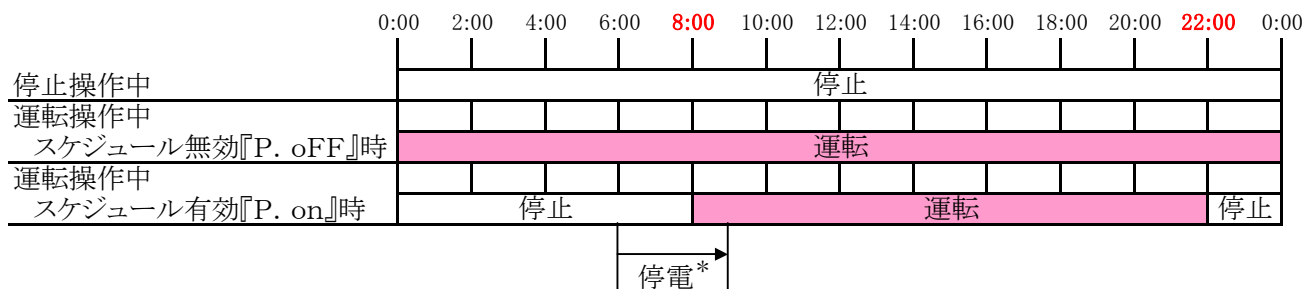 0:00 2:00 4:00 6:00 8:00 10:00 12:00 14:00 16:00 18:00 20:00 22:00 0:00
停止操作中 停止
運転操作中
スケジュール無効『P. oFF』時 運転
運転操作中
スケジュール有効『P. on』時 停止 運転 停止
停電*